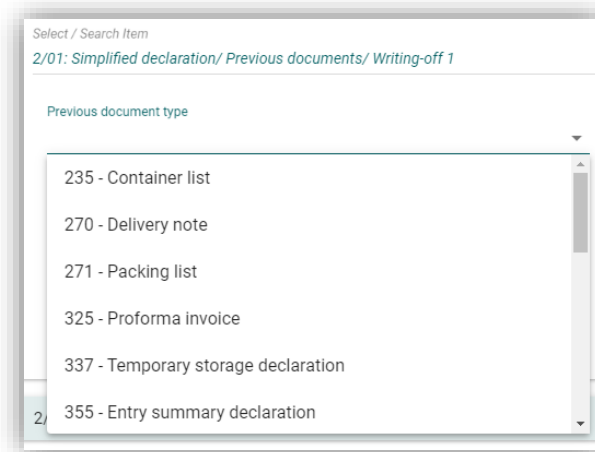 Select / Search Item
2/01: Simplified declaration/ Previous documents/ Writing-off 1
Previous document type
235 - Container list
270 - Delivery note
271 - Packing list
325 - Proforma invoice
337 - Temporary storage declaration
355 - Entry summary declaration
2/